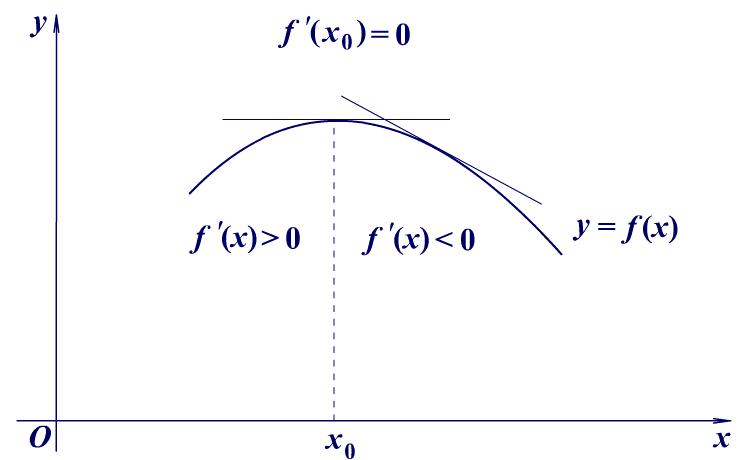 y
f ′(x₀) = 0
f ′(x) > 0
f ′(x) < 0
y = f(x)
O
x₀
x